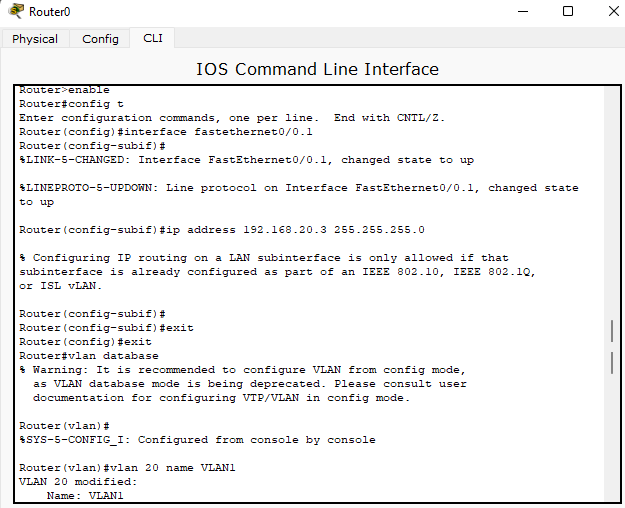 Router0
Physical Config CLI
IOS Command Line Interface
Router>enable
Router#config t
Enter configuration commands, one per line.  End with CNTL/Z.
Router(config)#interface fastethernet0/0.1
Router(config-subif)#
%LINK-5-CHANGED: Interface FastEthernet0/0.1, changed state to up
%LINEPROTO-5-UPDOWN: Line protocol on Interface FastEthernet0/0.1, changed state
to up
Router(config-subif)#ip address 192.168.20.3 255.255.255.0
% Configuring IP routing on a LAN subinterface is only allowed if that
subinterface is already configured as part of an IEEE 802.10, IEEE 802.1Q,
or ISL vLAN.
Router(config-subif)#
Router(config-subif)#exit
Router(config)#exit
Router#vlan database
% Warning: It is recommended to configure VLAN from config mode,
as VLAN database mode is being deprecated. Please consult user
documentation for configuring VTP/VLAN in config mode.
Router(vlan)#
%SYS-5-CONFIG_I: Configured from console by console
Router(vlan)#vlan 20 name VLAN1
VLAN 20 modified:
Name: VLAN1